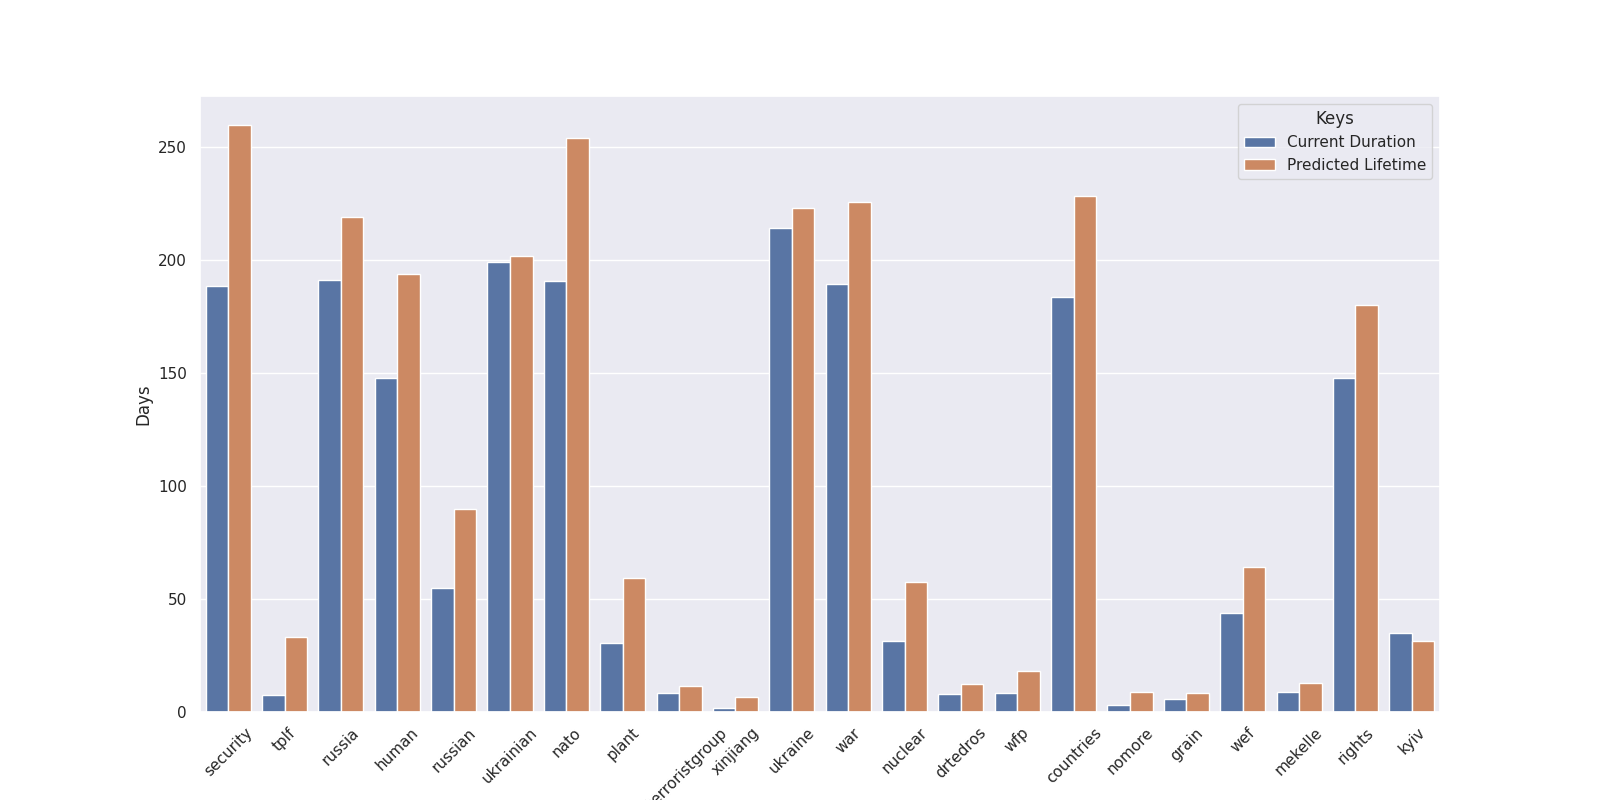 Keys
Current Duration
Predicted Lifetime
Days
250
200
150
100
50
0
security
tplf
russia
human
russian
ukrainian
nato
plant
erroristgroup
xinjiang
ukraine
war
nuclear
drtedros
wfp
countries
nomore
grain
wef
mekelle
rights
kyiv